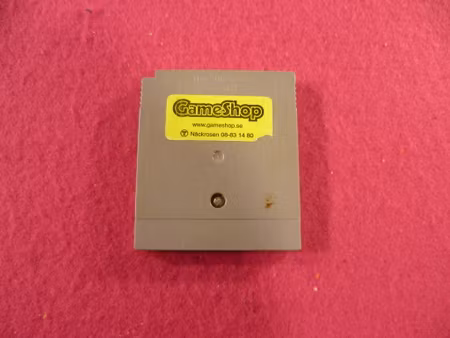 GameShop
www.gameshop.se
T Näckrosen 08-83 14 80